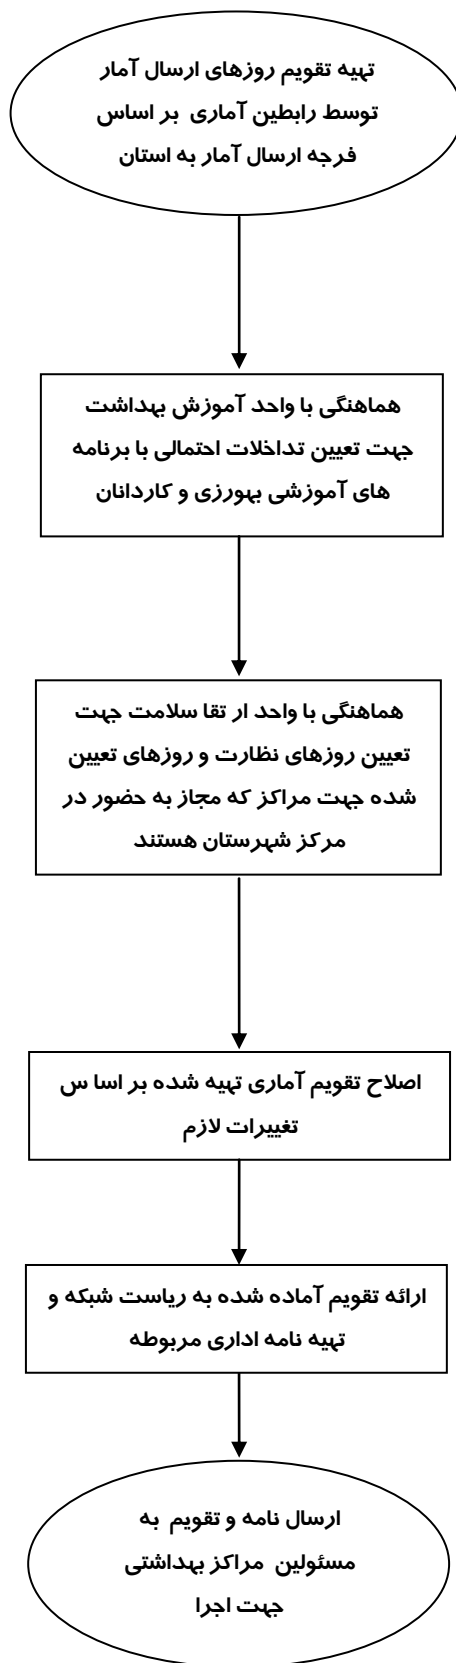 تهیه تقویم روزهای ارسال آمار
توسط رابطین آماری بر اساس
فرجه ارسال آمار به استان
هماهنگی با واحد آموزش بهداشت
جهت تعیین تداخلات احتمالی با برنامه
های آموزشی بهورزی و کاردانان
هماهنگی با واحد ار تقا سلامت جهت
تعیین روزهای نظارت و روزهای تعیین
شده جهت مراکز که مجاز به حضور در
مرکز شهرستان هستند
اصلاح تقویم آماری تهیه شده بر اسا س
تغییرات لازم
ارائه تقویم آماده شده به ریاست شبکه و
تهیه نامه اداری مربوطه
ارسال نامه و تقویم به
مسئولین مراکز بهداشتی
جهت اجرا